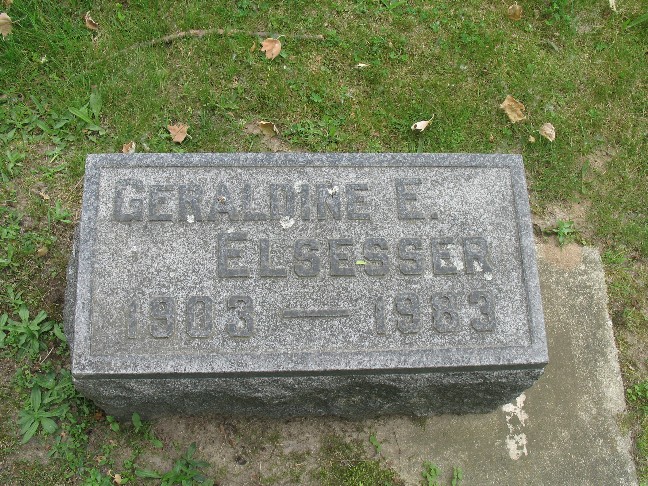 GERALDINE E.
ELSESSER
1903 — 1983